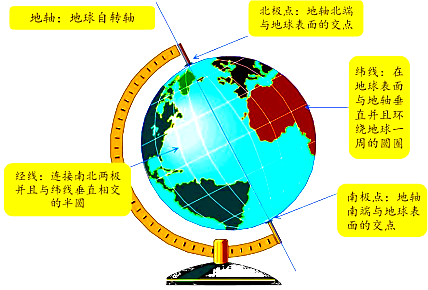 地轴：地球自转轴
北极点：地轴北端
与地球表面的交点
纬线：在
地球表面
与地轴垂
直并且环
绕地球一
周的圆圈
经线：连接南北两极
并且与纬线垂直相交
的半圆
南极点：地轴
南端与地球表
面的交点